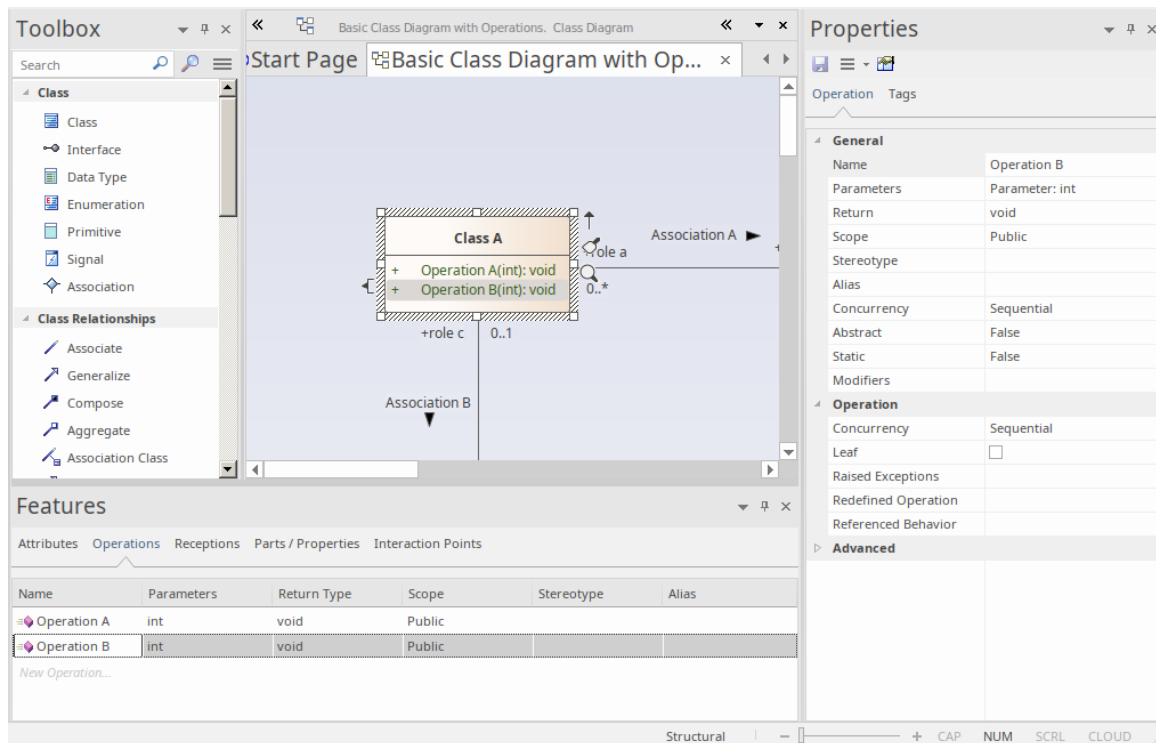 Toolbox
Search
Class
Class
Interface
Data Type
Enumeration
Primitive
Signal
Association
Class Relationships
Associate
Generalize
Compose
Aggregate
Association Class
Basic Class Diagram with Operations. Class Diagram
Start Page
Basic Class Diagram with Op...
Class A
+ Operation A(int): void
+ Operation B(int): void
Association A
+role a
+
0..*
+role c 0..1
Association B
Properties
Operation Tags
General
Name Operation B
Parameters Parameter: int
Return void
Scope Public
Stereotype
Alias
Concurrency Sequential
Abstract False
Static False
Modifiers
Operation
Concurrency Sequential
Leaf
Raised Exceptions
Redefined Operation
Referenced Behavior
Advanced
Features
Attributes Operations Receptions Parts / Properties Interaction Points
Name Parameters Return Type Scope Stereotype Alias
Operation A int void Public
Operation B int void Public
New Operation...
Structural CAP NUM SCRL CLOUD